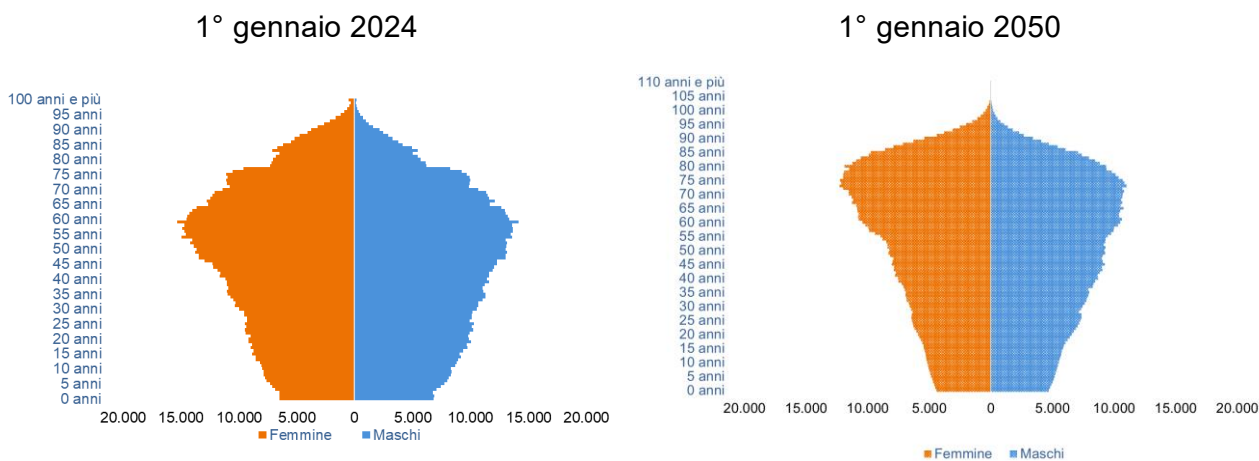 1° gennaio 2024
100 anni e più
95 anni
90 anni
85 anni
80 anni
75 anni
70 anni
65 anni
60 anni
55 anni
50 anni
45 anni
40 anni
35 anni
30 anni
25 anni
20 anni
15 anni
10 anni
5 anni
0 anni
20.000 15.000 10.000 5.000 0 5.000 10.000 15.000 20.000
Femmine Maschi
1° gennaio 2050
110 anni e più
105 anni
100 anni
95 anni
90 anni
85 anni
80 anni
75 anni
70 anni
65 anni
60 anni
55 anni
50 anni
45 anni
40 anni
35 anni
30 anni
25 anni
20 anni
15 anni
10 anni
5 anni
0 anni
20.000 15.000 10.000 5.000 0 5.000 10.000 15.000 20.000
Femmine Maschi